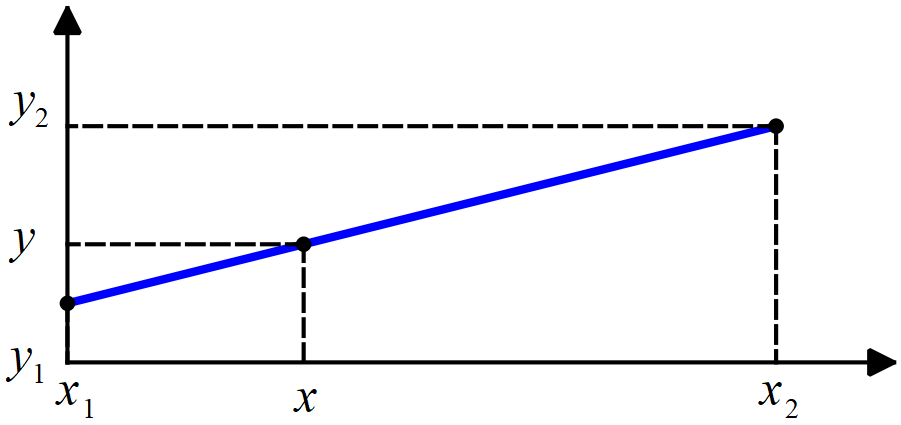 y₂
y
y₁
x₁ x x₂